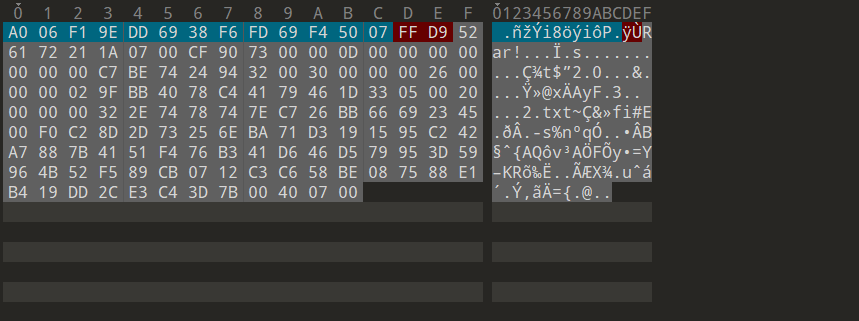 0 1 2 3 4 5 6 7 8 9 A B C D E F 0123456789ABCDEF
A0 06 F1 9E DD 69 38 F6 FD 69 F4 50 07 FF D9 52 .ñžÝi8öýiôP.ÿÙR
61 72 21 1A 07 00 CF 90 73 00 00 0D 00 00 00 00 ar!...Ï.s.......
00 00 00 C7 BE 74 24 94 32 00 30 00 00 00 26 00 ...Ç¾t$”2.0...&.
00 00 02 9F BB 40 78 C4 41 79 46 1D 33 05 00 20 ...Ÿ»@xÄAyF.3..
00 00 00 32 2E 74 78 74 7E C7 26 BB 66 69 23 45 ...2.txt~Ç&»fi#E
00 F0 C2 8D 2D 73 25 6E BA 71 D3 19 15 95 C2 42 .ðÂ.-s%nºqÓ..•ÂB
A7 88 7B 41 51 F4 76 B3 41 D6 46 D5 79 95 3D 59 §ˆ{AQôv³AÖFÕy•=Y
96 4B 52 F5 89 CB 07 12 C3 C6 58 BE 08 75 88 E1 –KRõ‰Ë..ÃÆX¾.uˆá
B4 19 DD 2C E3 C4 3D 7B 00 40 07 00 ´.Ý,ãÄ={.@..